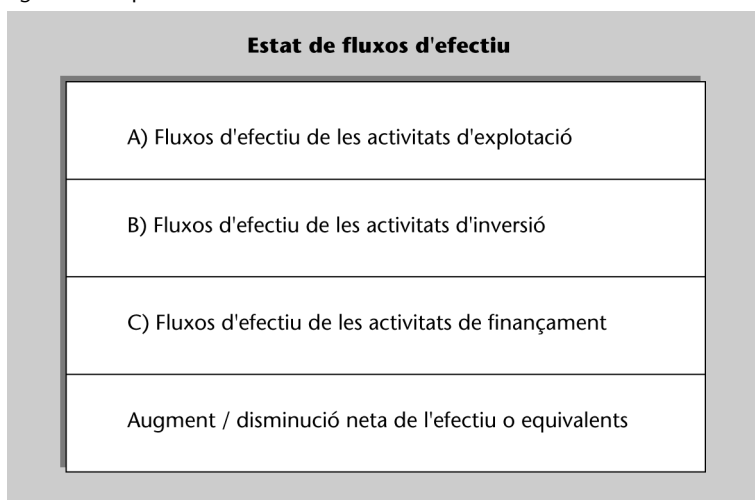 Estat de fluxos d'efectiu
A) Fluxos d'efectiu de les activitats d'explotació
B) Fluxos d'efectiu de les activitats d'inversió
C) Fluxos d'efectiu de les activitats de finançament
Augment / disminució neta de l'efectiu o equivalents